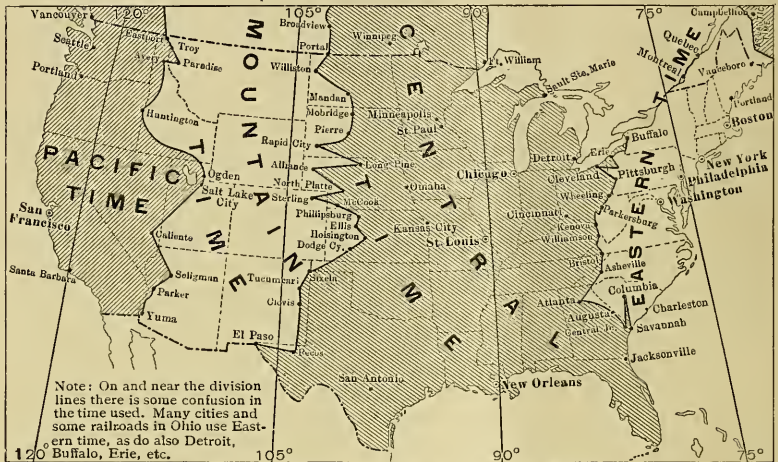 120°
105°
90°
75°
Vancouver
Seattle
Portland
Eastport
Troy
Avery
Paradise
Huntington
PACIFIC
TIME
San
Francisco
Santa Barbara
Ogden
Salt Lake
City
Caliente
Seligman
Parker
Yuma
MOUNTAIN
TIME
Broadview
Portal
Williston
Mandan
Mobridge
Pierre
Rapid City
Alliance
Long Pine
North Platte
Sterling
McCook
Phillipsburg
Ellis
Hoisington
Dodge Cy.
Tucumcari
Sizela
Clovis
El Paso
Pecos
CENTRAL
TIME
Winnipeg
Ft. William
Sault Ste. Marie
Minneapolis
St. Paul
Omaha
Chicago
Detroit
Kansas City
St. Louis
Cincinnati
San Antonio
New Orleans
EASTERN TIME
Campbellton
ATLANTIC
TIME
Quebec
Montreal
Vanceboro
Portland
Boston
Buffalo
Erie
Cleveland
Pittsburgh
New York
Philadelphia
Washington
Wheeling
Parkersburg
Kenova
Williamson
Bristol
Asheville
Columbia
Atlanta
Augusta
Central Jc.
Charleston
Savannah
Jacksonville
Note: On and near the division
lines there is some confusion in
the time used. Many cities and
some railroads in Ohio use East-
ern time, as do also Detroit,
Buffalo, Erie, etc.
120°
105°
90°
75°